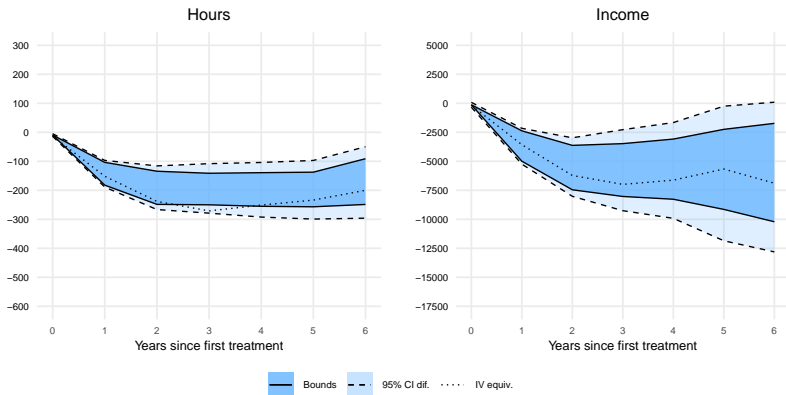 Hours
300
200
100
0
−100
−200
−300
−400
−500
−600
0 1 2 3 4 5 6
Years since first treatment
Income
5000
2500
0
−2500
−5000
−7500
−10000
−12500
−15000
−17500
0 1 2 3 4 5 6
Years since first treatment
Bounds 95% CI dif. IV equiv.